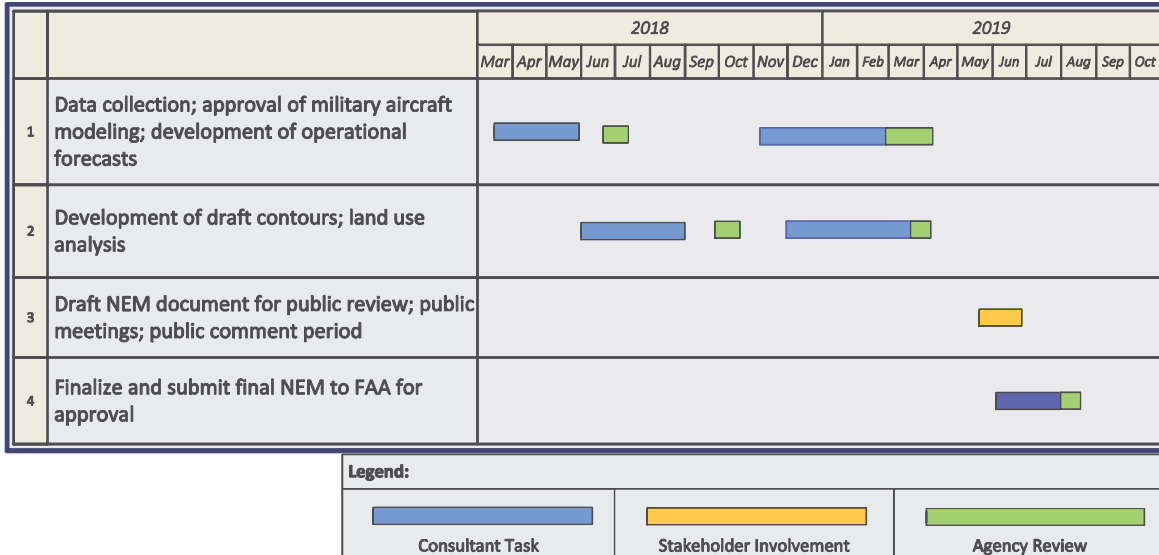 2018 2019
Mar Apr May Jun Jul Aug Sep Oct Nov Dec Jan Feb Mar Apr May Jun Jul Aug Sep Oct
1 Data collection; approval of military aircraft
modeling; development of operational
forecasts
2 Development of draft contours; land use
analysis
3 Draft NEM document for public review; public
meetings; public comment period
4 Finalize and submit final NEM to FAA for
approval
Legend:
Consultant Task Stakeholder Involvement Agency Review